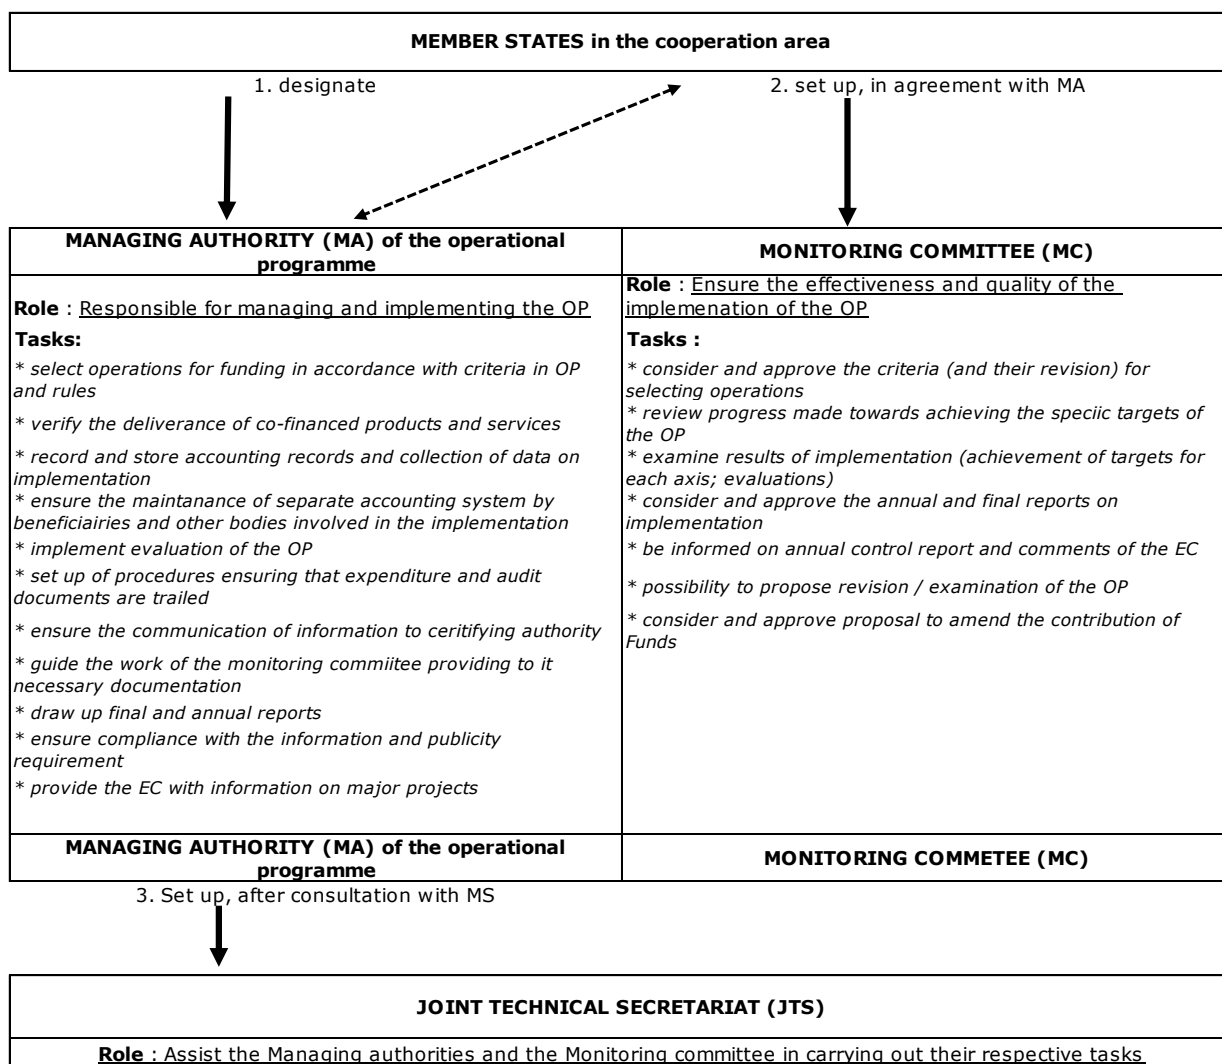 MEMBER STATES in the cooperation area
1. designate
2. set up, in agreement with MA
MANAGING AUTHORITY (MA) of the operational
programme
Role : Responsible for managing and implementing the OP
Tasks:
* select operations for funding in accordance with criteria in OP
and rules
* verify the deliverance of co-financed products and services
* record and store accounting records and collection of data on
implementation
* ensure the maintanance of separate accounting system by
beneficiairies and other bodies involved in the implementation
* implement evaluation of the OP
* set up of procedures ensuring that expenditure and audit
documents are trailed
* ensure the communication of information to ceritifying authority
* guide the work of the monitoring commiitee providing to it
necessary documentation
* draw up final and annual reports
* ensure compliance with the information and publicity
requirement
* provide the EC with information on major projects
MONITORING COMMITTEE (MC)
Role : Ensure the effectiveness and quality of the
implemenation of the OP
Tasks :
* consider and approve the criteria (and their revision) for
selecting operations
* review progress made towards achieving the speciic targets of
the OP
* examine results of implementation (achievement of targets for
each axis; evaluations)
* consider and approve the annual and final reports on
implementation
* be informed on annual control report and comments of the EC
* possibility to propose revision / examination of the OP
* consider and approve proposal to amend the contribution of
Funds
MANAGING AUTHORITY (MA) of the operational
programme
MONITORING COMMETEE (MC)
3. Set up, after consultation with MS
JOINT TECHNICAL SECRETARIAT (JTS)
Role : Assist the Managing authorities and the Monitoring committee in carrying out their respective tasks